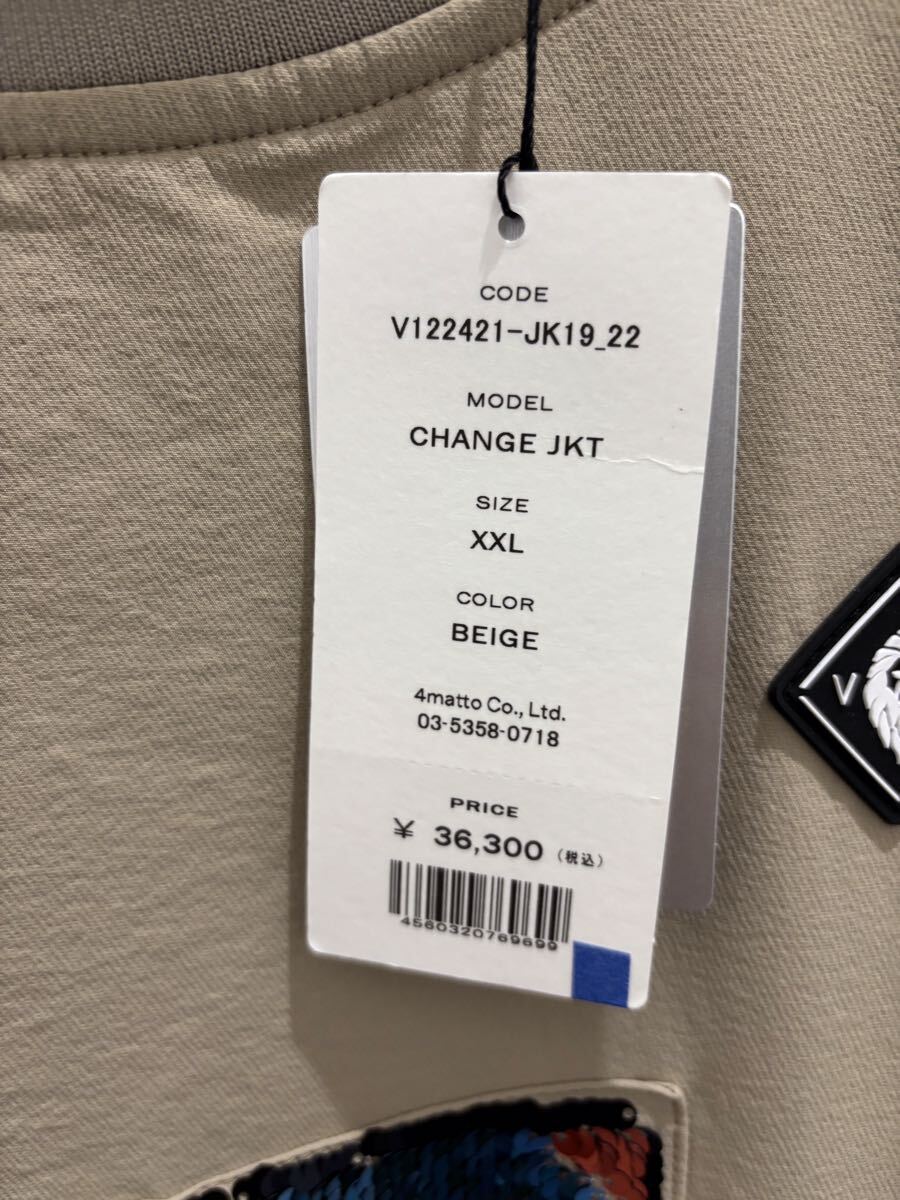 CODE
V122421-JK19_22
MODEL
CHANGE JKT
SIZE
XXL
COLOR
BEIGE
4matto Co., Ltd.
03-5358-0718
PRICE
¥ 36,300 (税込)
4560320769699
V